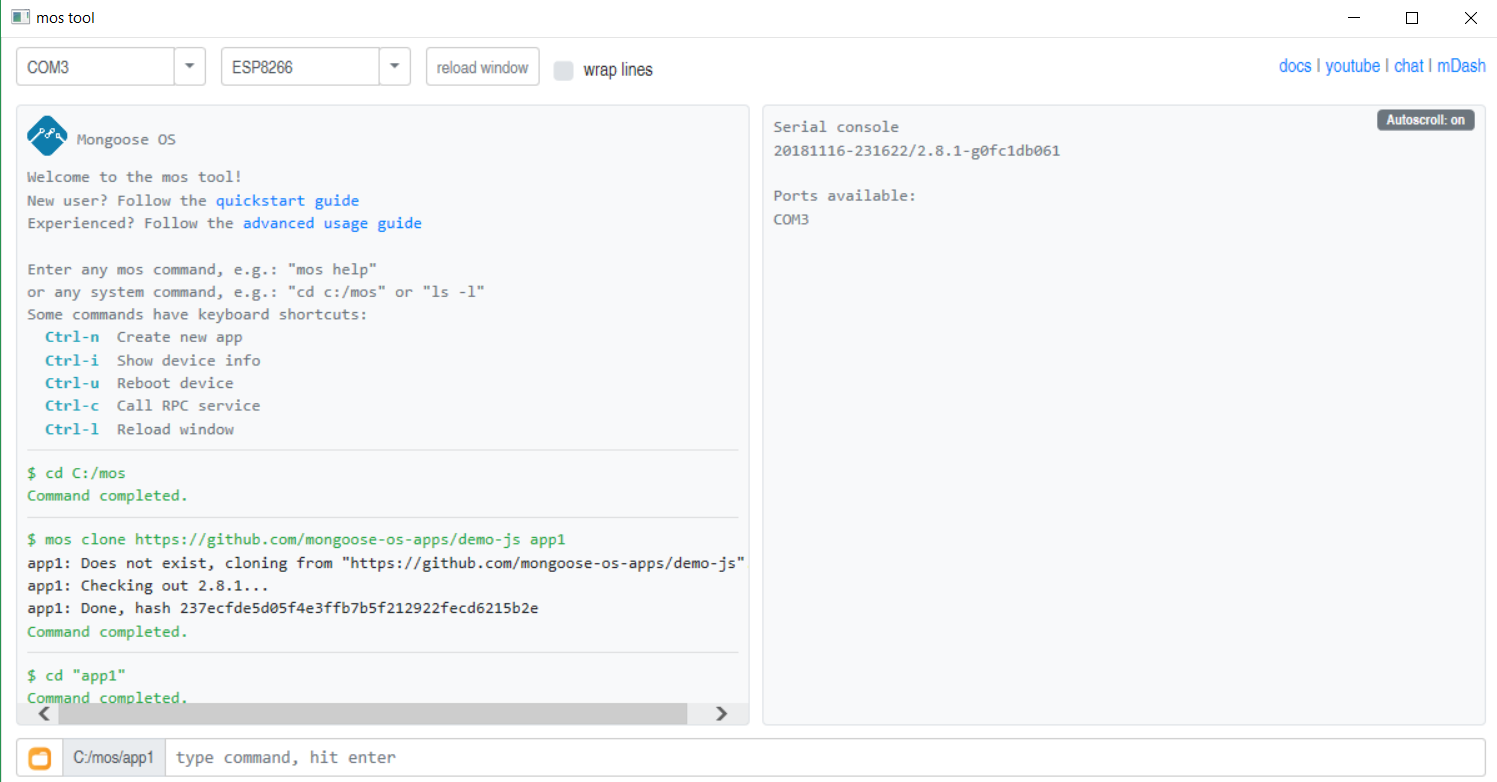 mos tool
COM3
ESP8266
reload window
wrap lines
docs | youtube | chat | mDash
Mongoose OS
Welcome to the mos tool!
New user? Follow the quickstart guide
Experienced? Follow the advanced usage guide
Enter any mos command, e.g.: "mos help"
or any system command, e.g.: "cd c:/mos" or "ls -l"
Some commands have keyboard shortcuts:
Ctrl-n Create new app
Ctrl-i Show device info
Ctrl-u Reboot device
Ctrl-c Call RPC service
Ctrl-l Reload window
$ cd C:/mos
Command completed.
$ mos clone https://github.com/mongoose-os-apps/demo-js app1
app1: Does not exist, cloning from "https://github.com/mongoose-os-apps/demo-js"
app1: Checking out 2.8.1...
app1: Done, hash 237ecfde5d05f4e3ffb7b5f212922fecd6215b2e
Command completed.
$ cd "app1"
Command completed.
Autoscroll: on
Serial console
20181116-231622/2.8.1-g0fc1db061
Ports available:
COM3
C:/mos/app1
type command, hit enter